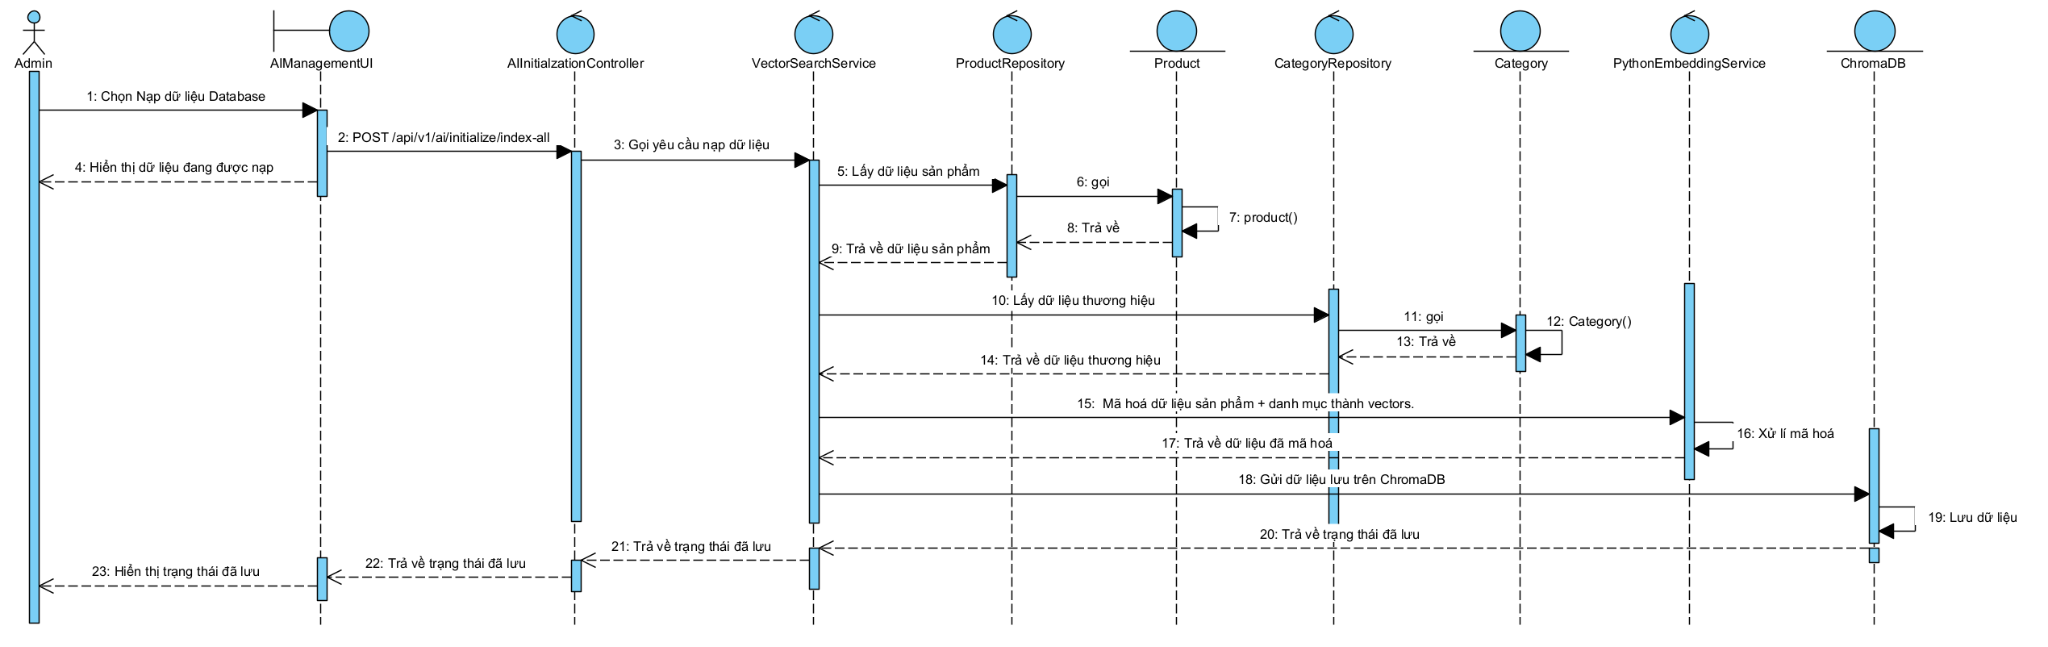 Admin
AIManagementUI
AIInitialzationController
VectorSearchService
ProductRepository
Product
CategoryRepository
Category
PythonEmbeddingService
ChromaDB
1: Chọn Nạp dữ liệu Database
2: POST /api/v1/ai/initialize/index-all
3: Gọi yêu cầu nạp dữ liệu
4: Hiển thị dữ liệu đang được nạp
5: Lấy dữ liệu sản phẩm
6: gọi
7: product()
8: Trả về
9: Trả về dữ liệu sản phẩm
10: Lấy dữ liệu thương hiệu
11: gọi
12: Category()
13: Trả về
14: Trả về dữ liệu thương hiệu
15:  Mã hoá dữ liệu sản phẩm + danh mục thành vectors.
16: Xử lí mã hoá
17: Trả về dữ liệu đã mã hoá
18: Gửi dữ liệu lưu trên ChromaDB
19: Lưu dữ liệu
20: Trả về trạng thái đã lưu
21: Trả về trạng thái đã lưu
22: Trả về trạng thái đã lưu
23: Hiển thị trạng thái đã lưu